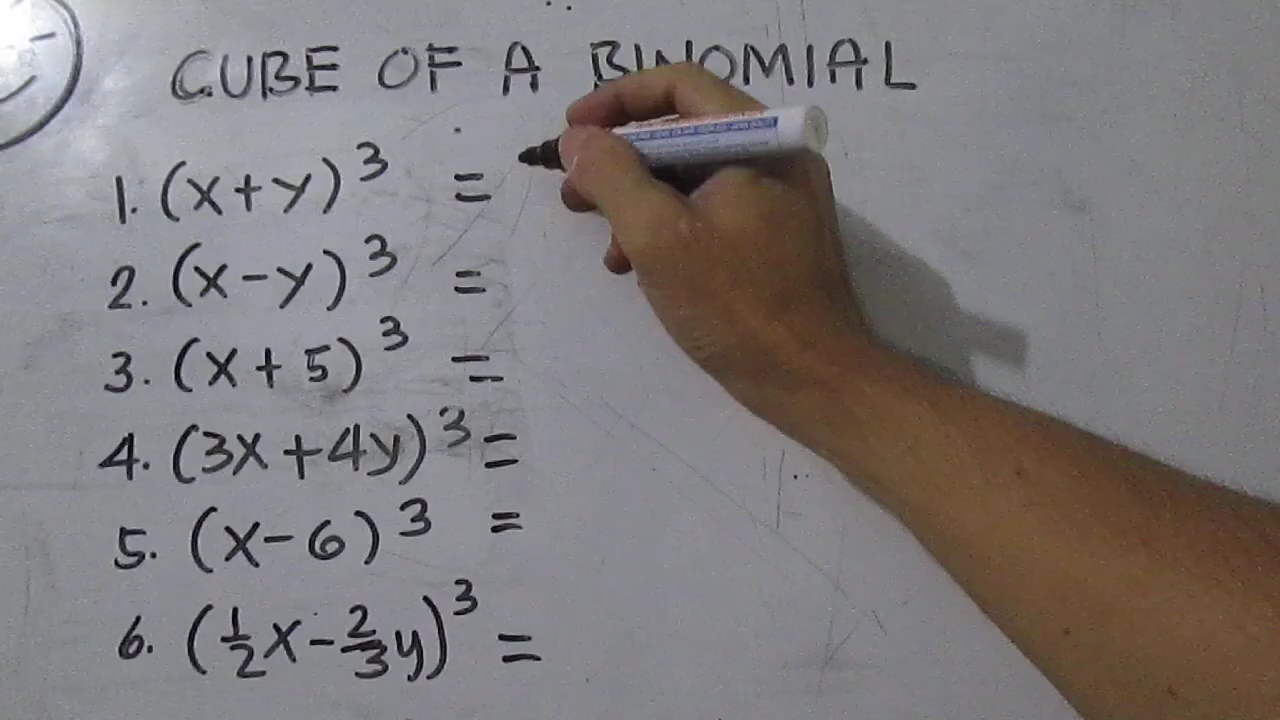 CUBE OF A BINOMIAL
1. (x+y)³ =
2. (x-y)³ =
3. (x+5)³ =
4. (3x+4y)³ =
5. (x-6)³ =
6. (1/2x-2/3y)³ =